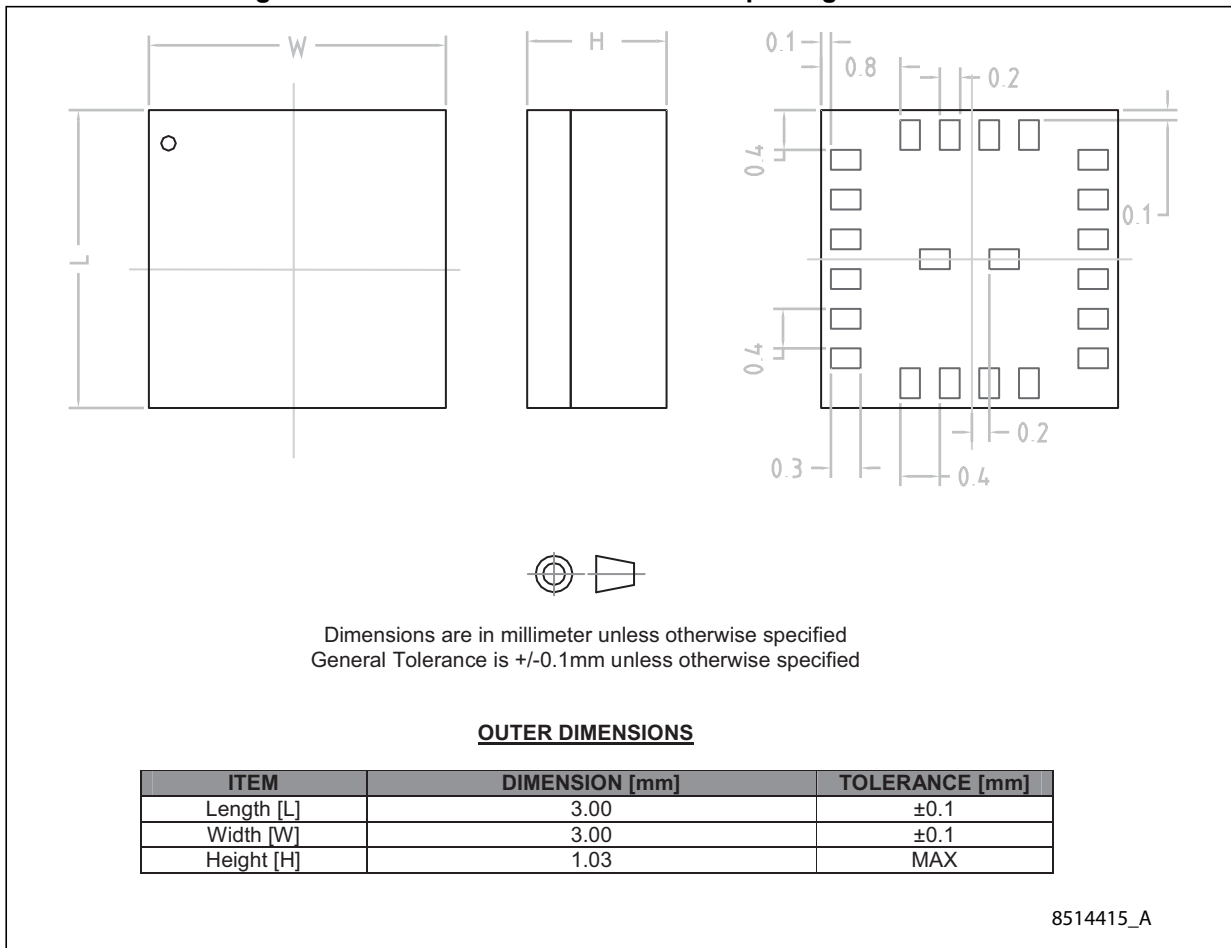 W
H
0.1
0.8
0.2
L
0.4
0.1
0.4
0.2
0.3
0.4
Dimensions are in millimeter unless otherwise specified
General Tolerance is +/-0.1mm unless otherwise specified
OUTER DIMENSIONS
ITEM DIMENSION [mm] TOLERANCE [mm]
Length [L] 3.00 ±0.1
Width [W] 3.00 ±0.1
Height [H] 1.03 MAX
8514415_A